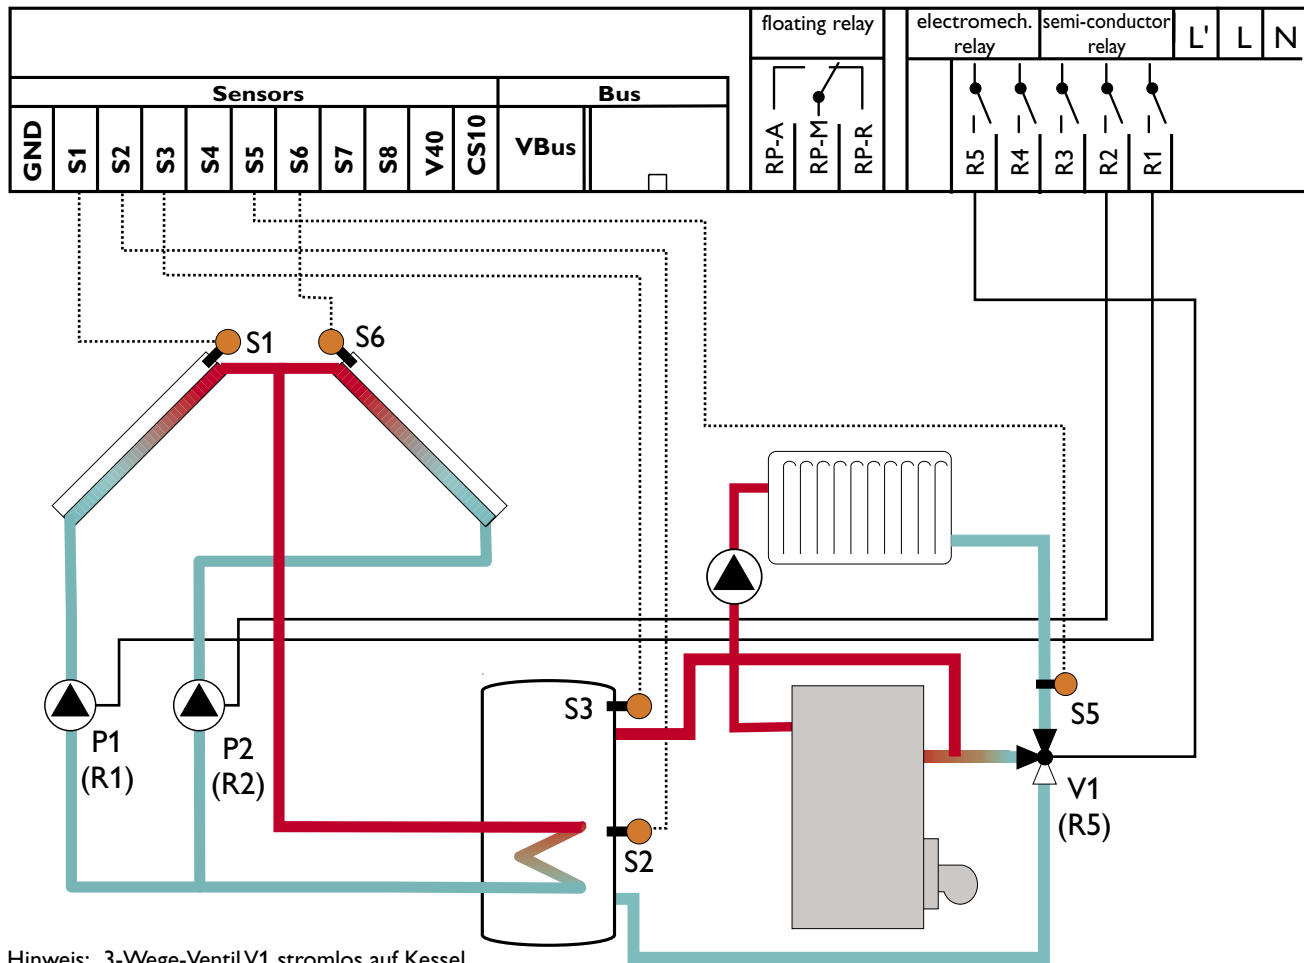 floating relay
electromech. relay
semi-conductor relay
L'
L
N
Sensors
Bus
GND
S1
S2
S3
S4
S5
S6
S7
S8
V40
CS10
VBus
RP-A
RP-M
RP-R
R5
R4
R3
R2
R1
S1
S6
S3
S5
P1
(R1)
P2
(R2)
V1
(R5)
S2
Hinweis: 3-Wege-Ventil V1 stromlos auf Kessel